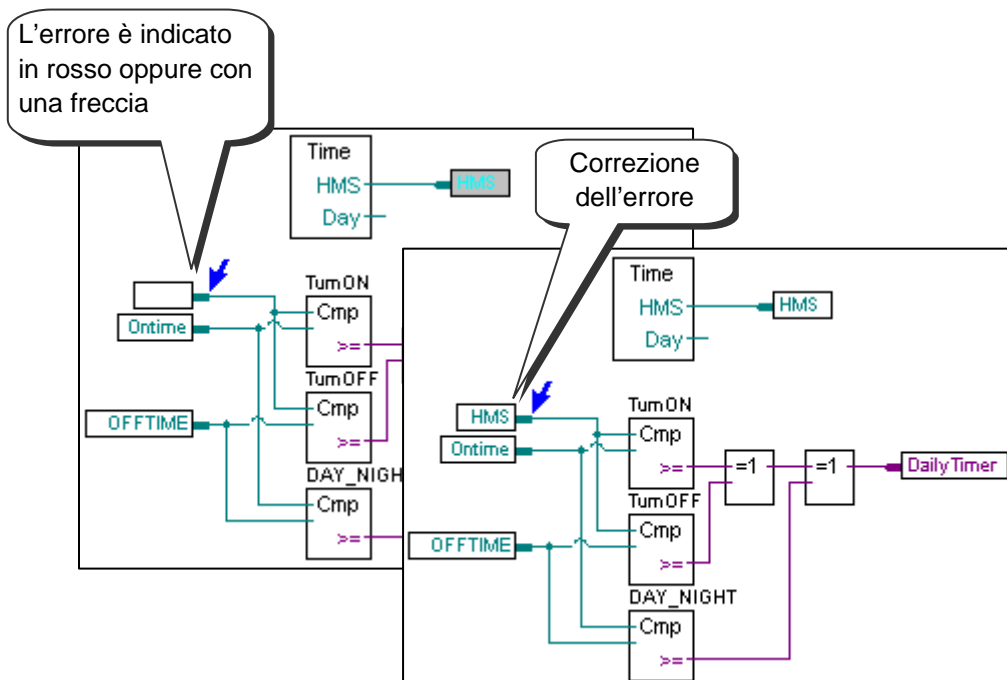 L'errore è indicato
in rosso oppure con
una freccia
Time
HMS
HMS
Day
Ontime
OFFTIME
TurnON
Cmp
>=
TurnOFF
Cmp
>=
DAY_NIGH
Cmp
>=
Correzione
dell'errore
Time
HMS
HMS
Day
HMS
Ontime
OFFTIME
TurnON
Cmp
>=
=1
=1
DailyTimer
TurnOFF
Cmp
>=
DAY_NIGHT
Cmp
>=